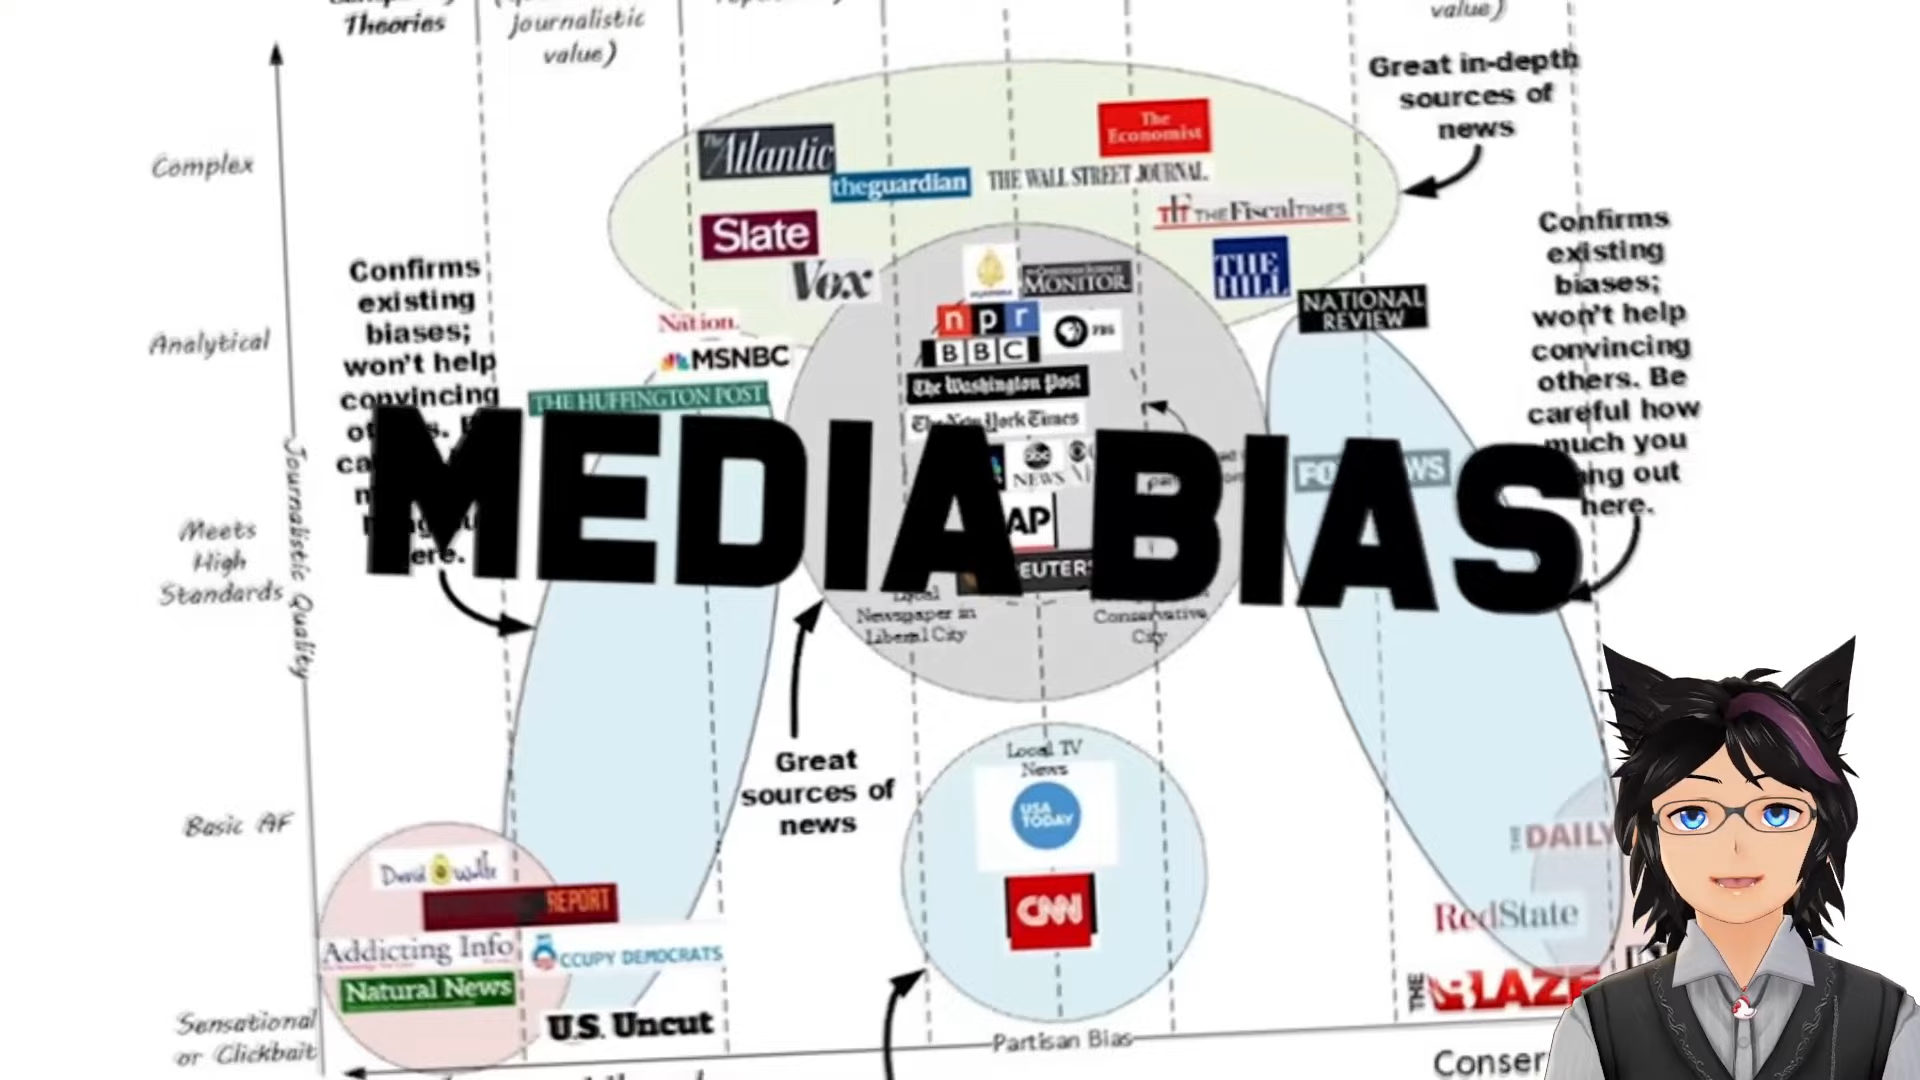 Theories
journalistic
value)
value)
Great in-depth
sources of
news
Complex
The
Atlantic
theguardian
The
Economist
THE WALL STREET JOURNAL.
THE FISCAL TIMES
Slate
Vox
MONITOR
THE
HILL
NATIONAL
REVIEW
Confirms
existing
biases;
won't help
convincing
Confirms
existing
biases;
won't help
convincing
others. Be
careful how
much you
out
here.
Analytical
Nation.
MSNBC
THE HUFFINGTON POST
npr
PBS
BBC
The Washington Post
The New York Times
abc
NEWS
AP
MEDIA BIAS
Journalistic Quality
Meets
High
Standards
Local
Newspaper in
Liberal City
Conservative
City
Great
sources of
news
Local TV
News
USA
TODAY
CNN
Basic AF
David Wolfe
REPORT
Addicting Info
OCCUPY DEMOCRATS
Natural News
U.S. Uncut
Sensational
or Clickbait
Partisan Bias
THE DAILY
RedState
THE BLAZE
Conser